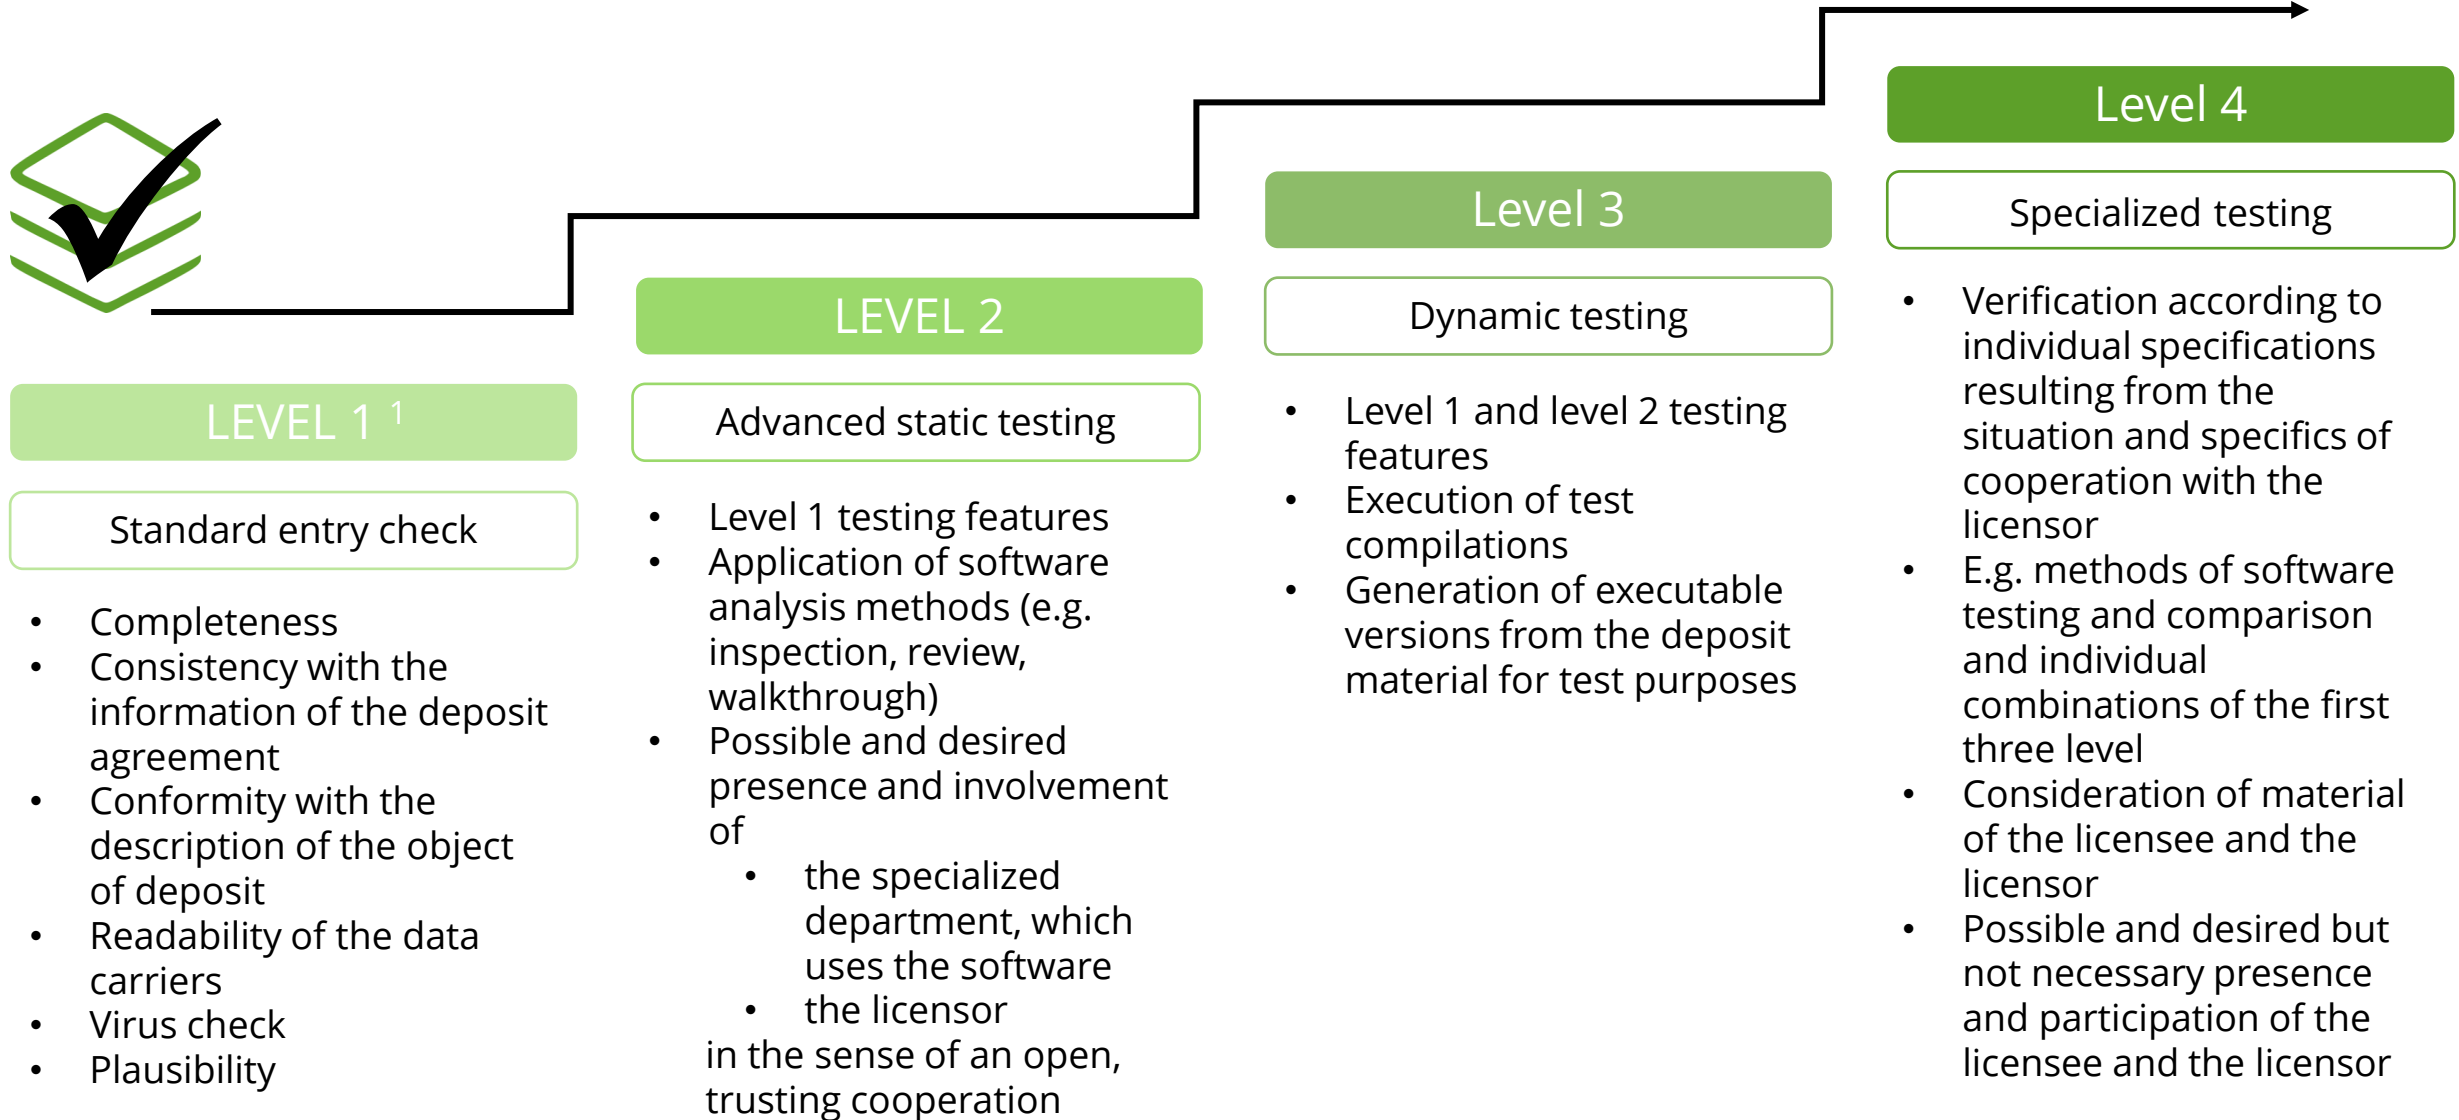 LEVEL 1 ¹
Standard entry check
• Completeness
• Consistency with the
information of the deposit
agreement
• Conformity with the
description of the object
of deposit
• Readability of the data
carriers
• Virus check
• Plausibility
LEVEL 2
Advanced static testing
• Level 1 testing features
• Application of software
analysis methods (e.g.
inspection, review,
walkthrough)
• Possible and desired
presence and involvement
of
• the specialized
department, which
uses the software
• the licensor
in the sense of an open,
trusting cooperation
Level 3
Dynamic testing
• Level 1 and level 2 testing
features
• Execution of test
compilations
• Generation of executable
versions from the deposit
material for test purposes
Level 4
Specialized testing
• Verification according to
individual specifications
resulting from the
situation and specifics of
cooperation with the
licensor
• E.g. methods of software
testing and comparison
and individual
combinations of the first
three level
• Consideration of material
of the licensee and the
licensor
• Possible and desired but
not necessary presence
and participation of the
licensee and the licensor